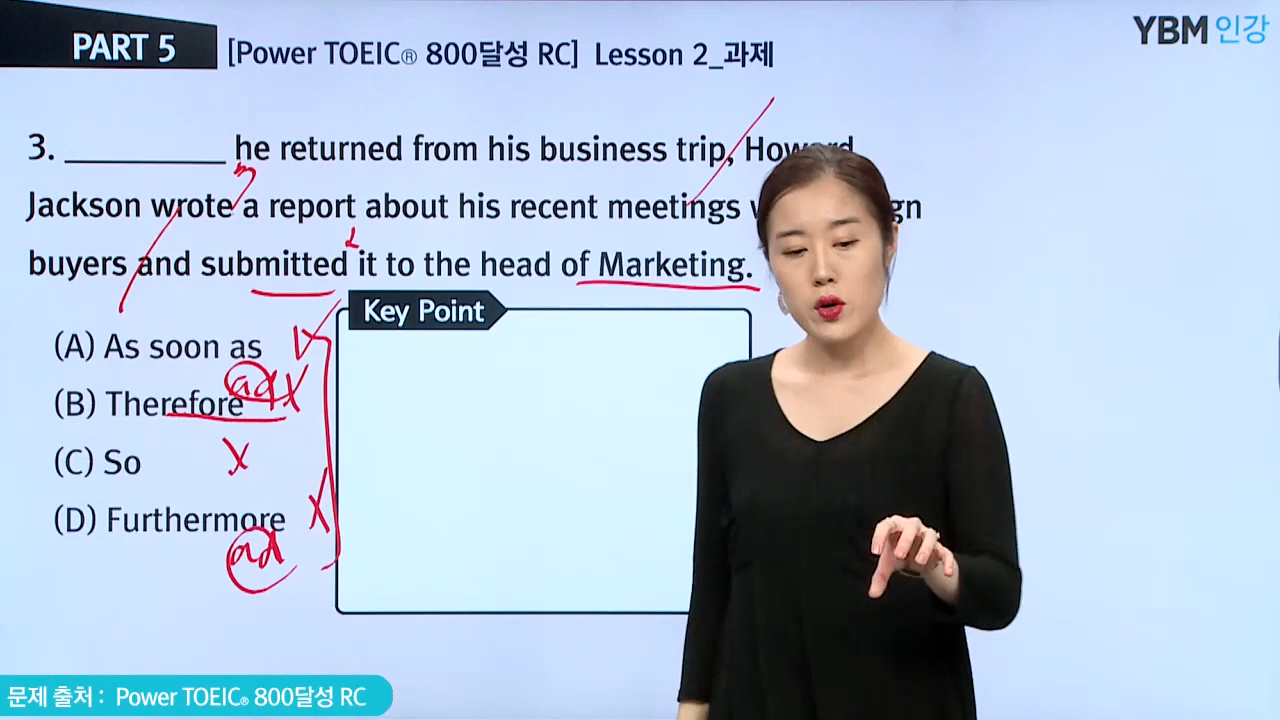 PART 5
[Power TOEIC® 800달성 RC] Lesson 2_과제
YBM 인강
3. __________ he returned from his business trip, Howard
Jackson wrote a report about his recent meetings
buyers and submitted it to the head of Marketing.
Key Point
(A) As soon as
(B) Therefore
ad X
(C) So
X
(D) Furthermore
X
ad
문제 출처 : Power TOEIC® 800달성 RC